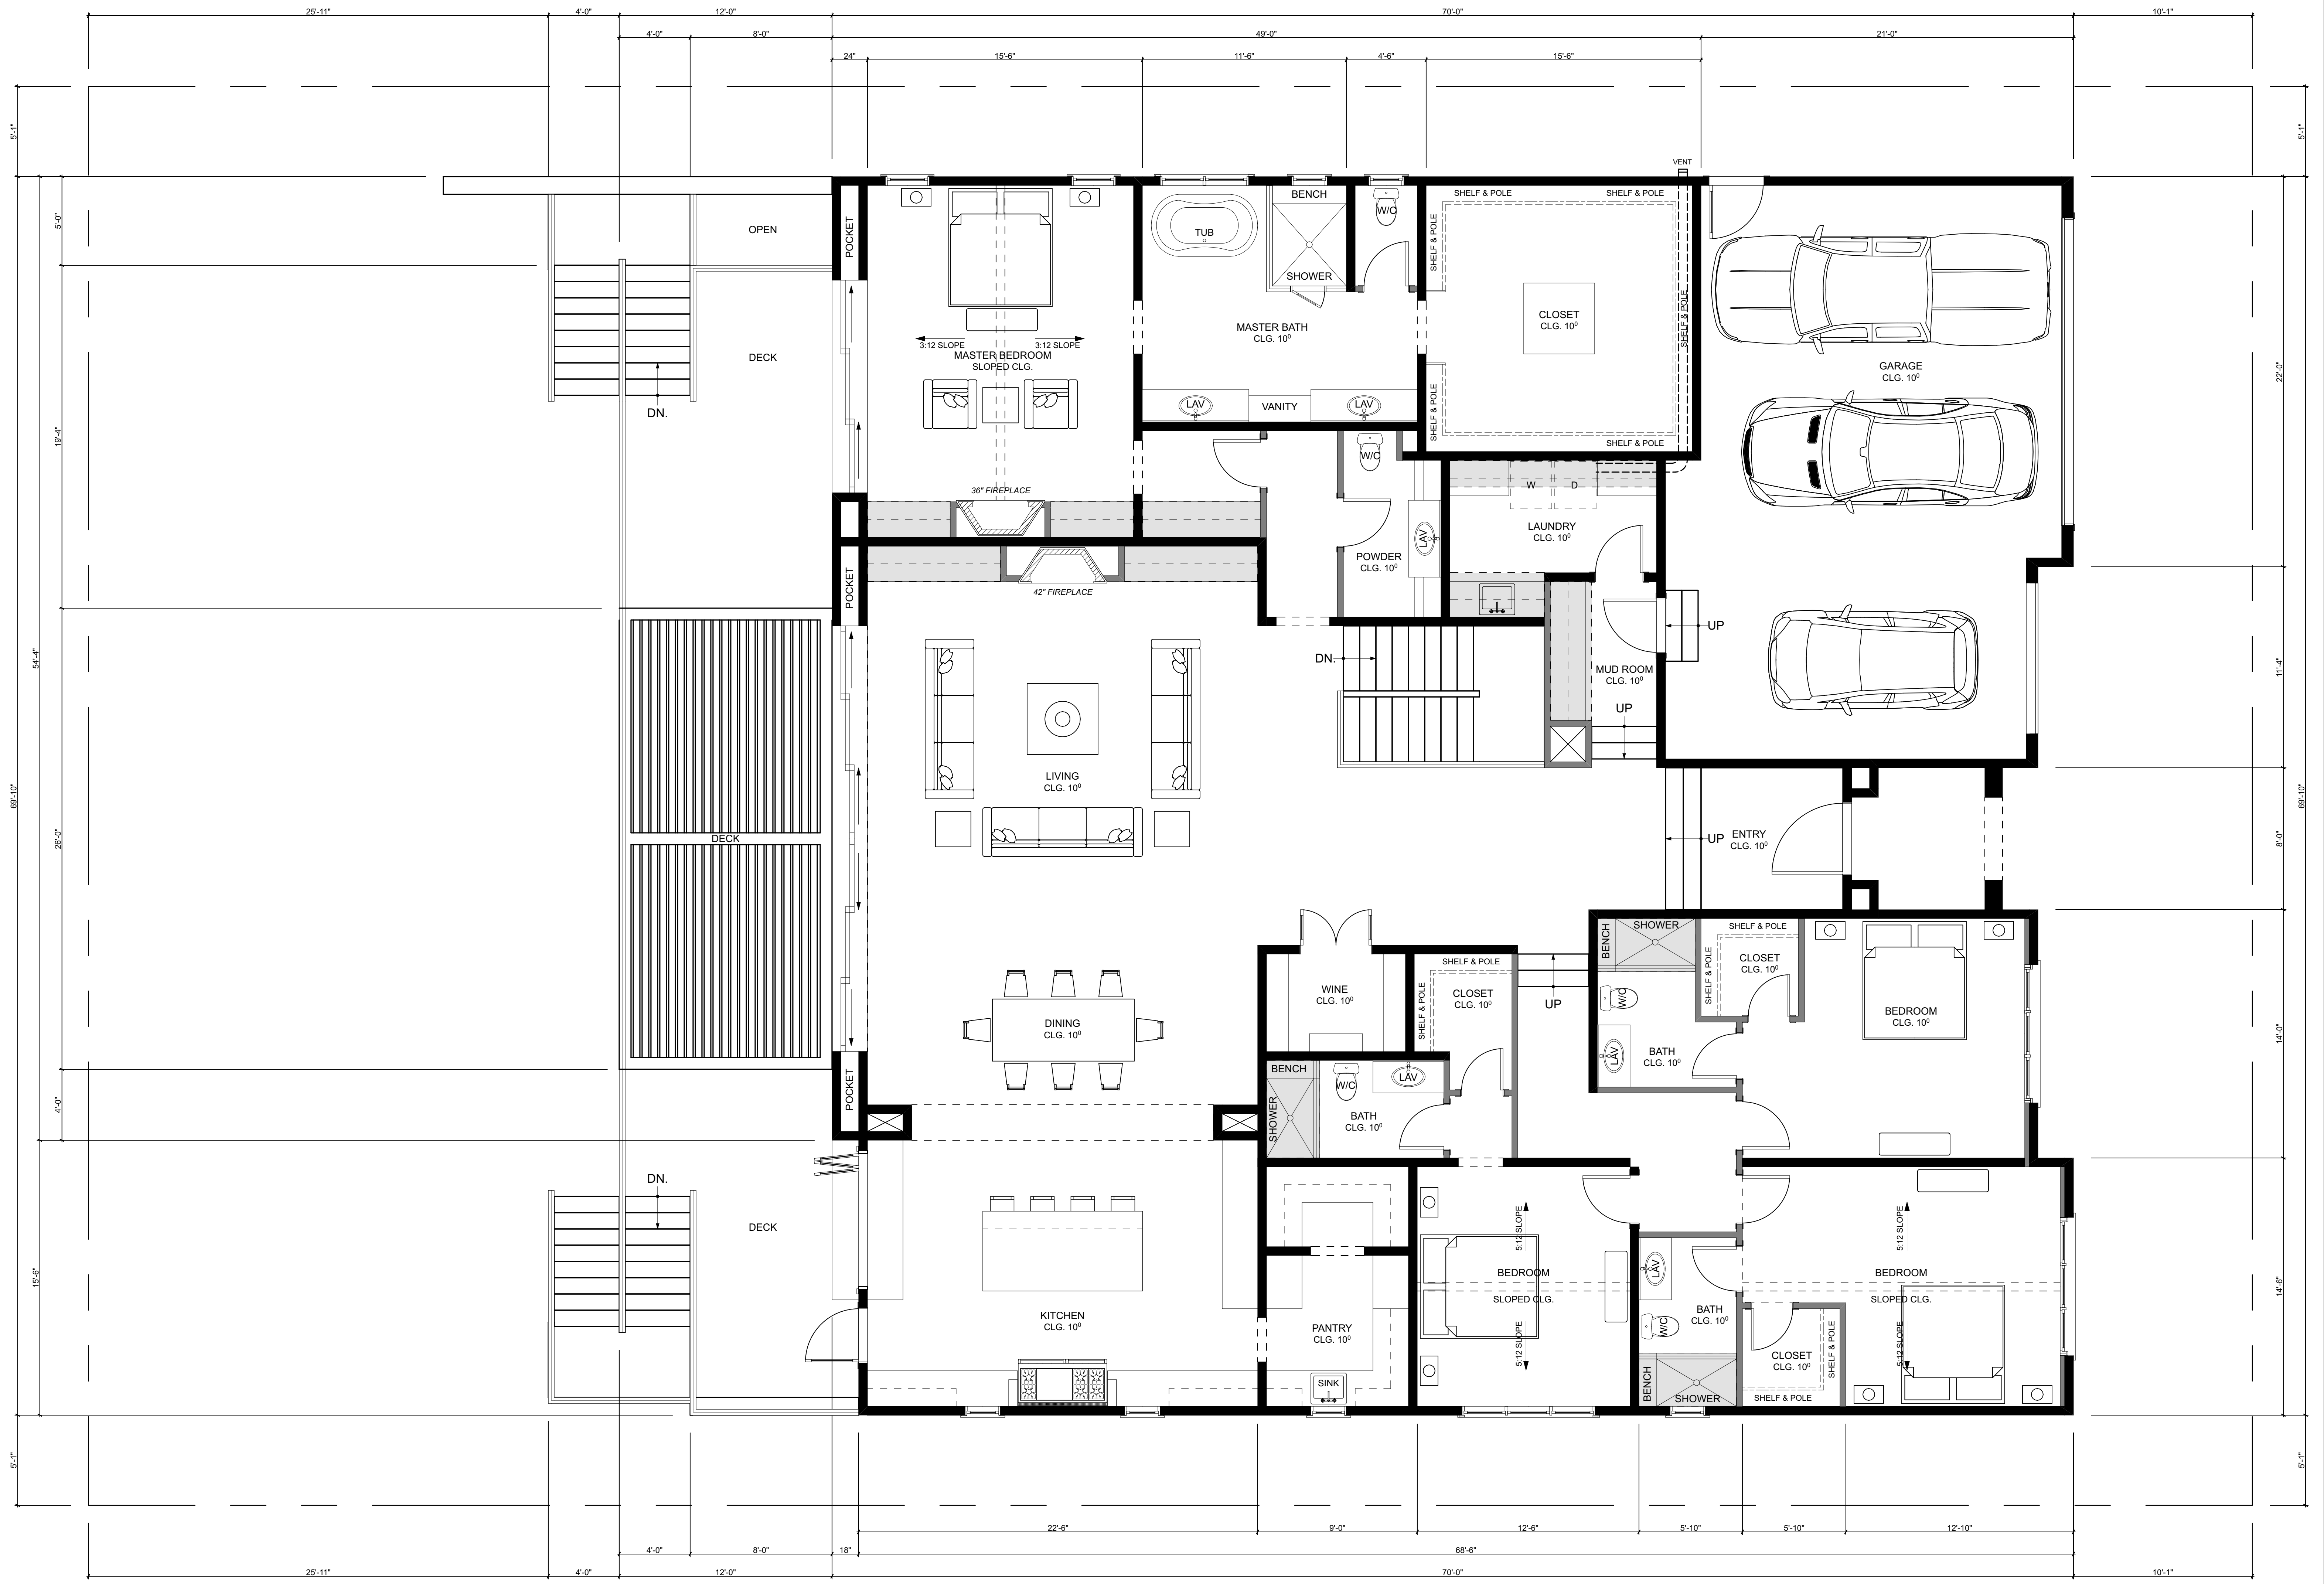 25'-11"
4'-0"
12'-0"
70'-0"
10'-1"
4'-0"
8'-0"
49'-0"
21'-0"
24"
15'-6"
11'-6"
4'-6"
15'-6"
5'-1"
5'-1"
VENT
69'-10"
54'-4"
15'-6"
5'-0"
19'-4"
26'-0"
4'-0"
5'-1"
OPEN
DECK
DN.
DECK
DN.
DECK
POCKET
3:12 SLOPE
3:12 SLOPE
MASTER BEDROOM
SLOPED CLG.
36" FIREPLACE
TUB
BENCH
SHOWER
W/C
MASTER BATH
CLG. 10⁰
LAV
VANITY
LAV
SHELF & POLE
SHELF & POLE
SHELF & POLE
SHELF & POLE
SHELF & POLE
SHELF & POLE
CLOSET
CLG. 10⁰
GARAGE
CLG. 10⁰
W/C
LAV
POWDER
CLG. 10⁰
W
D
LAUNDRY
CLG. 10⁰
POCKET
42" FIREPLACE
UP
MUD ROOM
CLG. 10⁰
UP
DN.
LIVING
CLG. 10⁰
UP
ENTRY
CLG. 10⁰
DINING
CLG. 10⁰
POCKET
WINE
CLG. 10⁰
SHELF & POLE
SHELF & POLE
CLOSET
CLG. 10⁰
UP
BENCH
SHOWER
W/C
LAV
BATH
CLG. 10⁰
SHELF & POLE
SHELF & POLE
CLOSET
CLG. 10⁰
BEDROOM
CLG. 10⁰
BENCH
SHOWER
W/C
LAV
BATH
CLG. 10⁰
KITCHEN
CLG. 10⁰
PANTRY
CLG. 10⁰
SINK
5:12 SLOPE
BEDROOM
SLOPED CLG.
5:12 SLOPE
LAV
W/C
BATH
CLG. 10⁰
BENCH
SHOWER
CLOSET
CLG. 10⁰
SHELF & POLE
SHELF & POLE
5:12 SLOPE
BEDROOM
SLOPED CLG.
5:12 SLOPE
22'-0"
11'-4"
8'-0"
14'-0"
14'-6"
69'-10"
5'-1"
22'-6"
9'-0"
12'-6"
5'-10"
5'-10"
12'-10"
4'-0"
8'-0"
18"
68'-6"
25'-11"
4'-0"
12'-0"
70'-0"
10'-1"